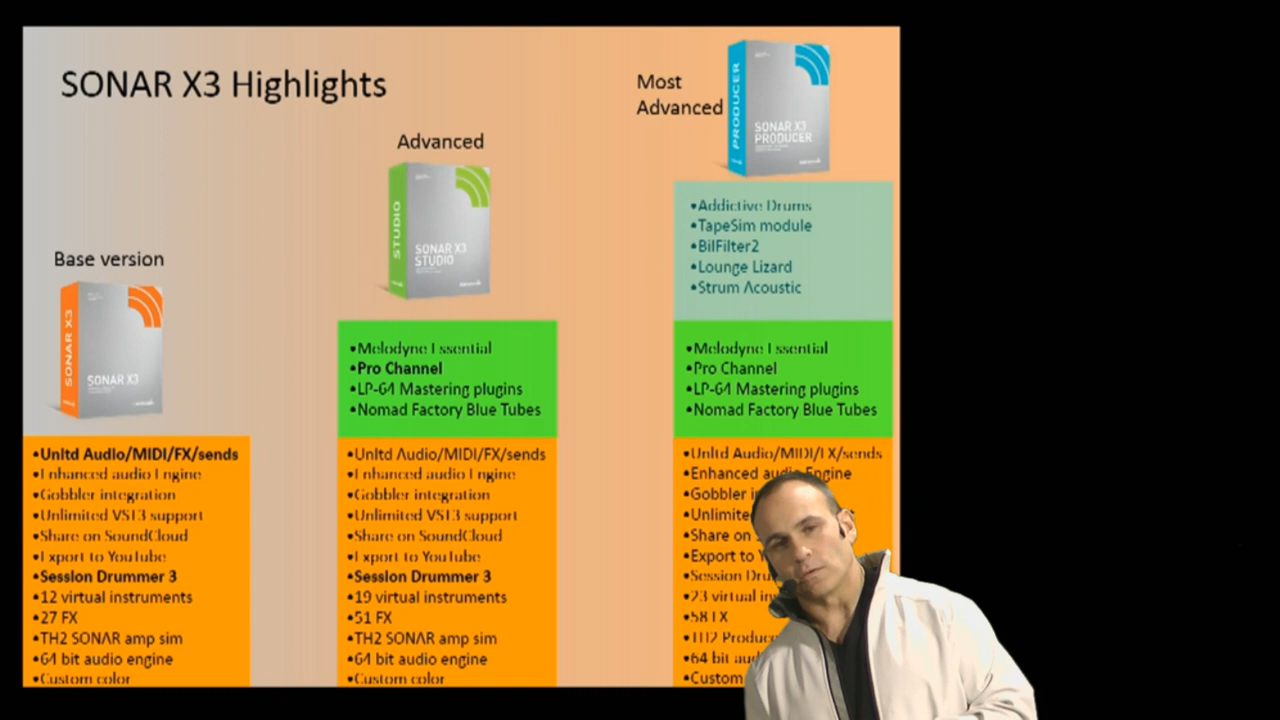 SONAR X3 Highlights
Base version
SONAR X3
SONAR X3
•Unltd Audio/MIDI/FX/sends
•Enhanced audio Engine
•Gobbler integration
•Unlimited VST3 support
•Share on SoundCloud
•Export to YouTube
•Session Drummer 3
•12 virtual instruments
•27 FX
•TH2 SONAR amp sim
•64 bit audio engine
•Custom color
Advanced
STUDIO
SONAR X3
STUDIO
•Melodyne Essential
•Pro Channel
•LP-64 Mastering plugins
•Nomad Factory Blue Tubes
•Unltd Audio/MIDI/FX/sends
•Enhanced audio Engine
•Gobbler integration
•Unlimited VST3 support
•Share on SoundCloud
•Export to YouTube
•Session Drummer 3
•19 virtual instruments
•51 FX
•TH2 SONAR amp sim
•64 bit audio engine
•Custom color
Most
Advanced
PRODUCER
SONAR X3
PRODUCER
•Addictive Drums
•TapeSim module
•BilFilter2
•Lounge Lizard
•Strum Acoustic
•Melodyne Essential
•Pro Channel
•LP-64 Mastering plugins
•Nomad Factory Blue Tubes
•Unltd Audio/MIDI/FX/sends
•Enhanced audio Engine
•Gobbler
•Unlimite
•Share on
•Export to
•Session Dru
•23 virtual
•58 FX
•TH2 Produce
•64 bit
•Custom